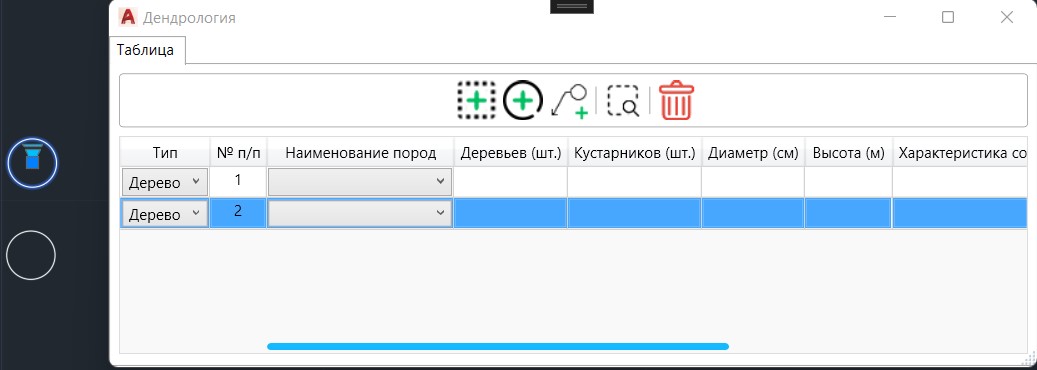 Дендрология
Таблица
Тип № п/п Наименование пород Деревьев (шт.) Кустарников (шт.) Диаметр (см) Высота (м) Характеристика со
Дерево 1
Дерево 2